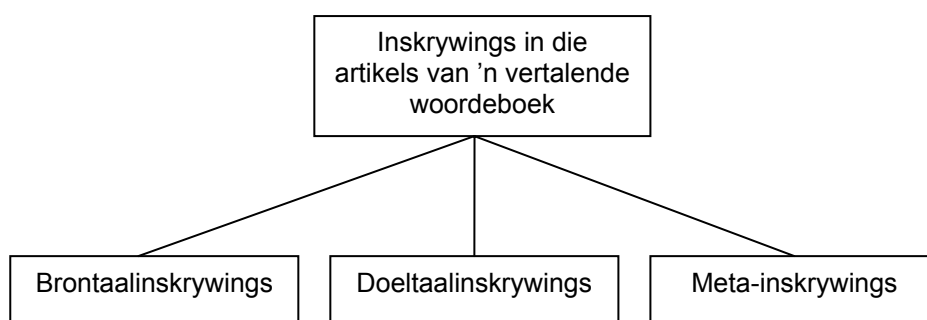 Inskrywings in die
artikels van ’n vertalende
woordeboek
Brontaalinskrywings
Doeltaalinskrywings
Meta-inskrywings